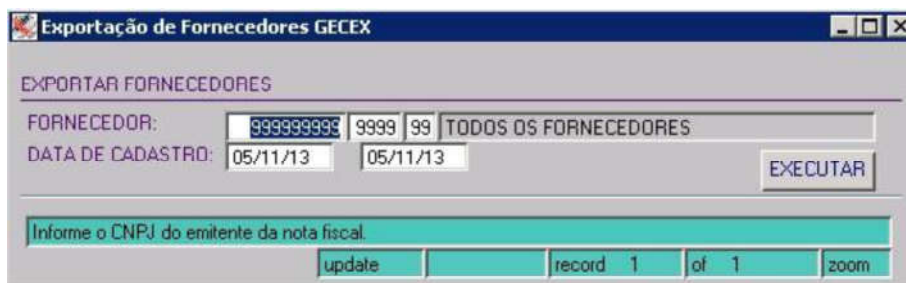 Exportação de Fornecedores GECEX
EXPORTAR FORNECEDORES
FORNECEDOR: 999999999 9999 99 TODOS OS FORNECEDORES
DATA DE CADASTRO: 05/11/13 05/11/13
EXECUTAR
Informe o CNPJ do emitente da nota fiscal.
update record 1 of 1 zoom